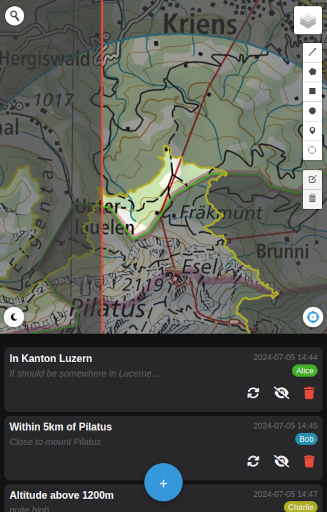 Kriens
Hergiswald
1017
Unter-
lauelen
Fräkmünt
Brunni
Esel
2119
Pilatus
In Kanton Luzern
2024-07-05 14:44
It should be somewhere in Lucerne...
Alice
Within 5km of Pilatus
2024-07-05 14:45
Close to mount Pilatus
Bob
+
Altitude above 1200m
2024-07-05 14:47
quite high
Charlie